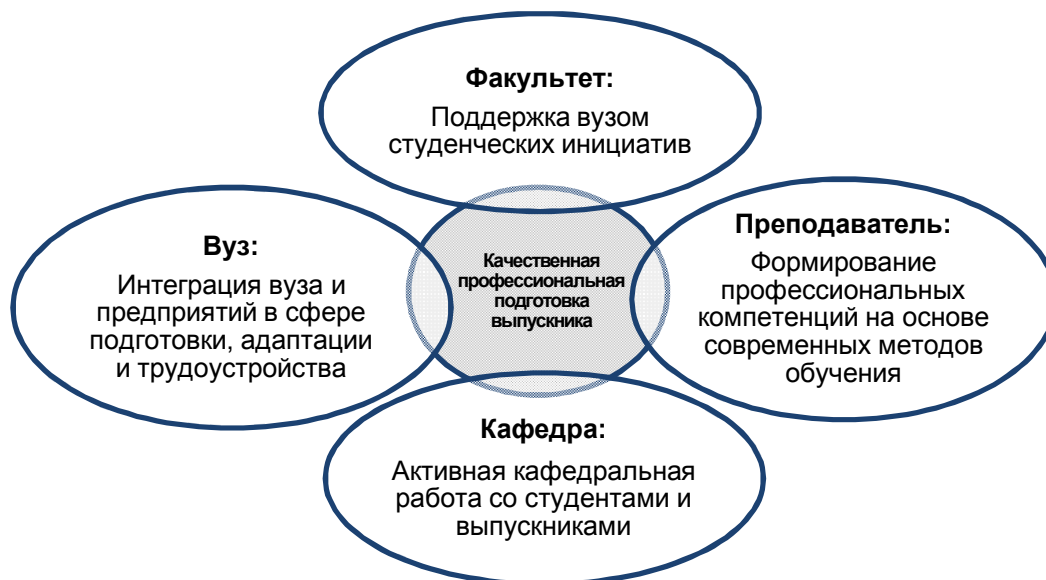 Факультет:
Поддержка вузом
студенческих инициатив
Вуз:
Интеграция вуза и
предприятий в сфере
подготовки, адаптации
и трудоустройства
Качественная
профессиональная
подготовка
выпускника
Преподаватель:
Формирование
профессиональных
компетенций на основе
современных методов
обучения
Кафедра:
Активная кафедральная
работа со студентами и
выпускниками